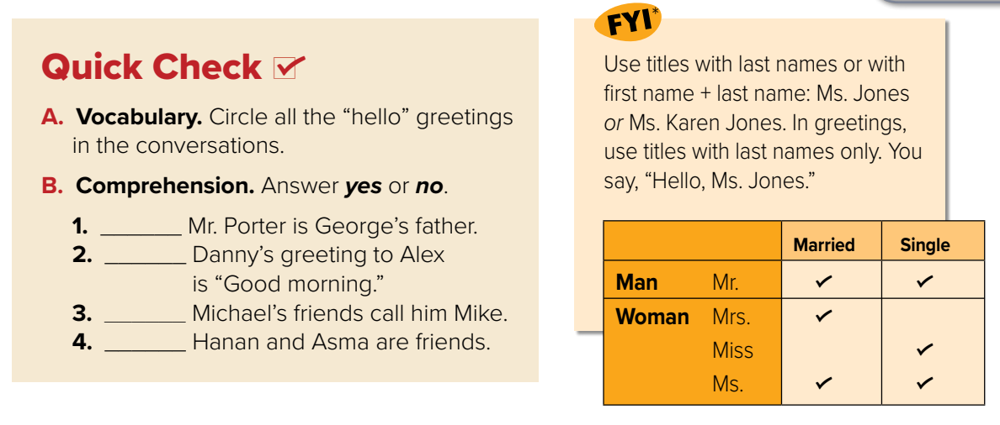 Quick Check ☑
A. Vocabulary. Circle all the “hello” greetings
in the conversations.
B. Comprehension. Answer yes or no.
1. _______ Mr. Porter is George’s father.
2. _______ Danny’s greeting to Alex
is “Good morning.”
3. _______ Michael’s friends call him Mike.
4. _______ Hanan and Asma are friends.
FYI*
Use titles with last names or with
first name + last name: Ms. Jones
or Ms. Karen Jones. In greetings,
use titles with last names only. You
say, “Hello, Ms. Jones.”
Married Single
Man Mr. ✓ ✓
Woman Mrs. ✓
Miss ✓
Ms. ✓ ✓